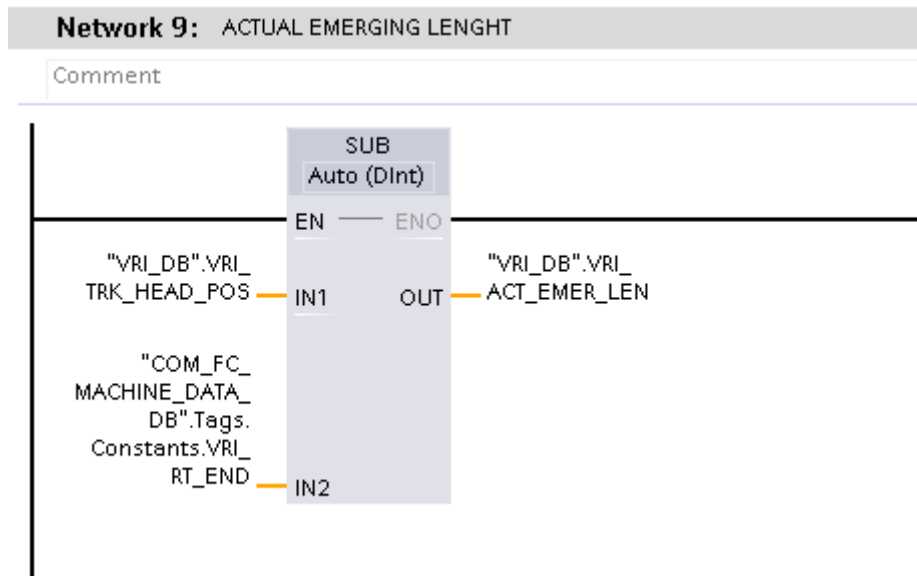 Network 9: ACTUAL EMERGING LENGHT
Comment
SUB
Auto (DInt)
EN ENO
"VRI_DB".VRI_
TRK_HEAD_POS
IN1
OUT
"VRI_DB".VRI_
ACT_EMER_LEN
"COM_FC_
MACHINE_DATA_
DB".Tags.
Constants.VRI_
RT_END
IN2